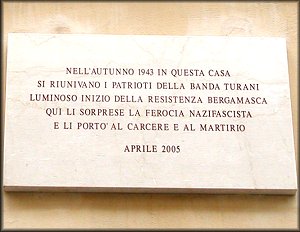 NELL'AUTUNNO 1943 IN QUESTA CASA
SI RIUNIVANO I PATRIOTI DELLA BANDA TURANI
LUMINOSO INIZIO DELLA RESISTENZA BERGAMASCA
QUI LI SORPRESE LA FEROCIA NAZIFASCISTA
E LI PORTO' AL CARCERE E AL MARTIRIO
APRILE 2005